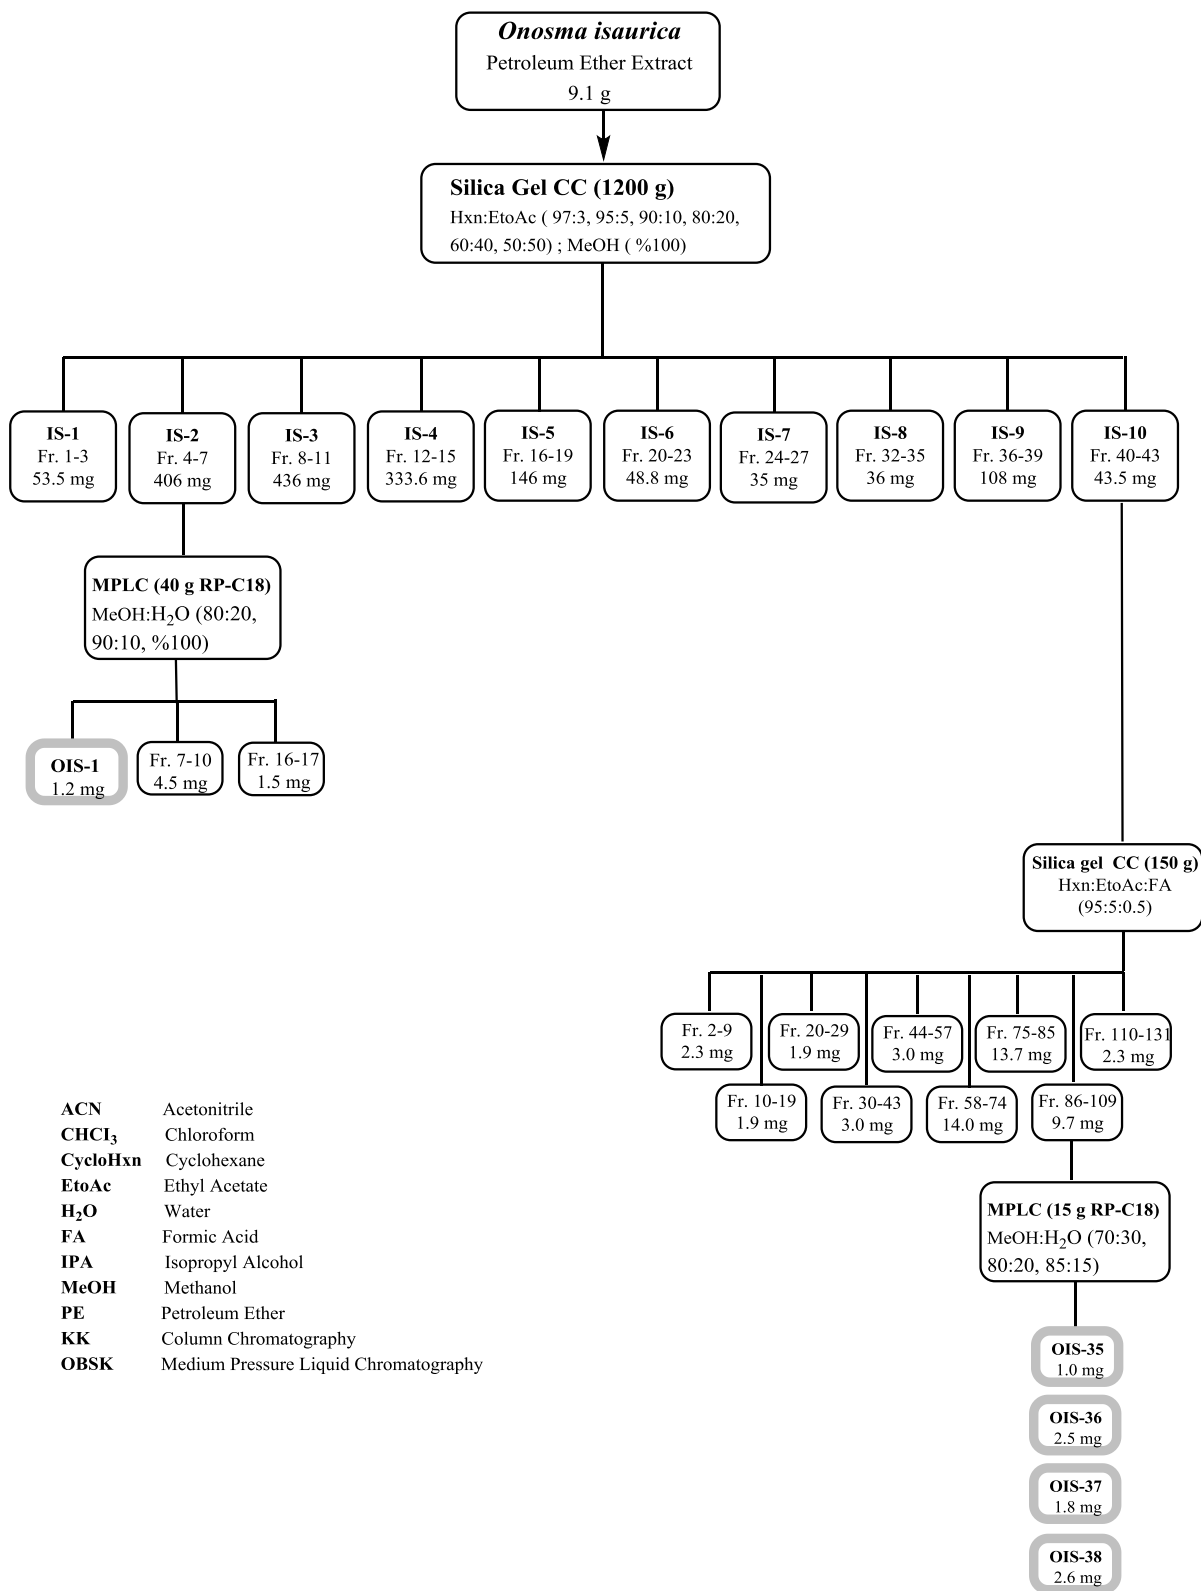 Onosma isaurica
Petroleum Ether Extract
9.1 g
Silica Gel CC (1200 g)
Hxn:EtoAc ( 97:3, 95:5, 90:10, 80:20,
60:40, 50:50) ; MeOH ( %100)
IS-1
Fr. 1-3
53.5 mg
IS-2
Fr. 4-7
406 mg
IS-3
Fr. 8-11
436 mg
IS-4
Fr. 12-15
333.6 mg
IS-5
Fr. 16-19
146 mg
IS-6
Fr. 20-23
48.8 mg
IS-7
Fr. 24-27
35 mg
IS-8
Fr. 32-35
36 mg
IS-9
Fr. 36-39
108 mg
IS-10
Fr. 40-43
43.5 mg
MPLC (40 g RP-C18)
MeOH:H₂O (80:20,
90:10, %100)
OIS-1
1.2 mg
Fr. 7-10
4.5 mg
Fr. 16-17
1.5 mg
Silica gel CC (150 g)
Hxn:EtoAc:FA
(95:5:0.5)
Fr. 2-9
2.3 mg
Fr. 20-29
1.9 mg
Fr. 44-57
3.0 mg
Fr. 75-85
13.7 mg
Fr. 110-131
2.3 mg
Fr. 10-19
1.9 mg
Fr. 30-43
3.0 mg
Fr. 58-74
14.0 mg
Fr. 86-109
9.7 mg
MPLC (15 g RP-C18)
MeOH:H₂O (70:30,
80:20, 85:15)
OIS-35
1.0 mg
OIS-36
2.5 mg
OIS-37
1.8 mg
OIS-38
2.6 mg
ACN Acetonitrile
CHCI₃ Chloroform
CycloHxn Cyclohexane
EtoAc Ethyl Acetate
H₂O Water
FA Formic Acid
IPA Isopropyl Alcohol
MeOH Methanol
PE Petroleum Ether
KK Column Chromatography
OBSK Medium Pressure Liquid Chromatography